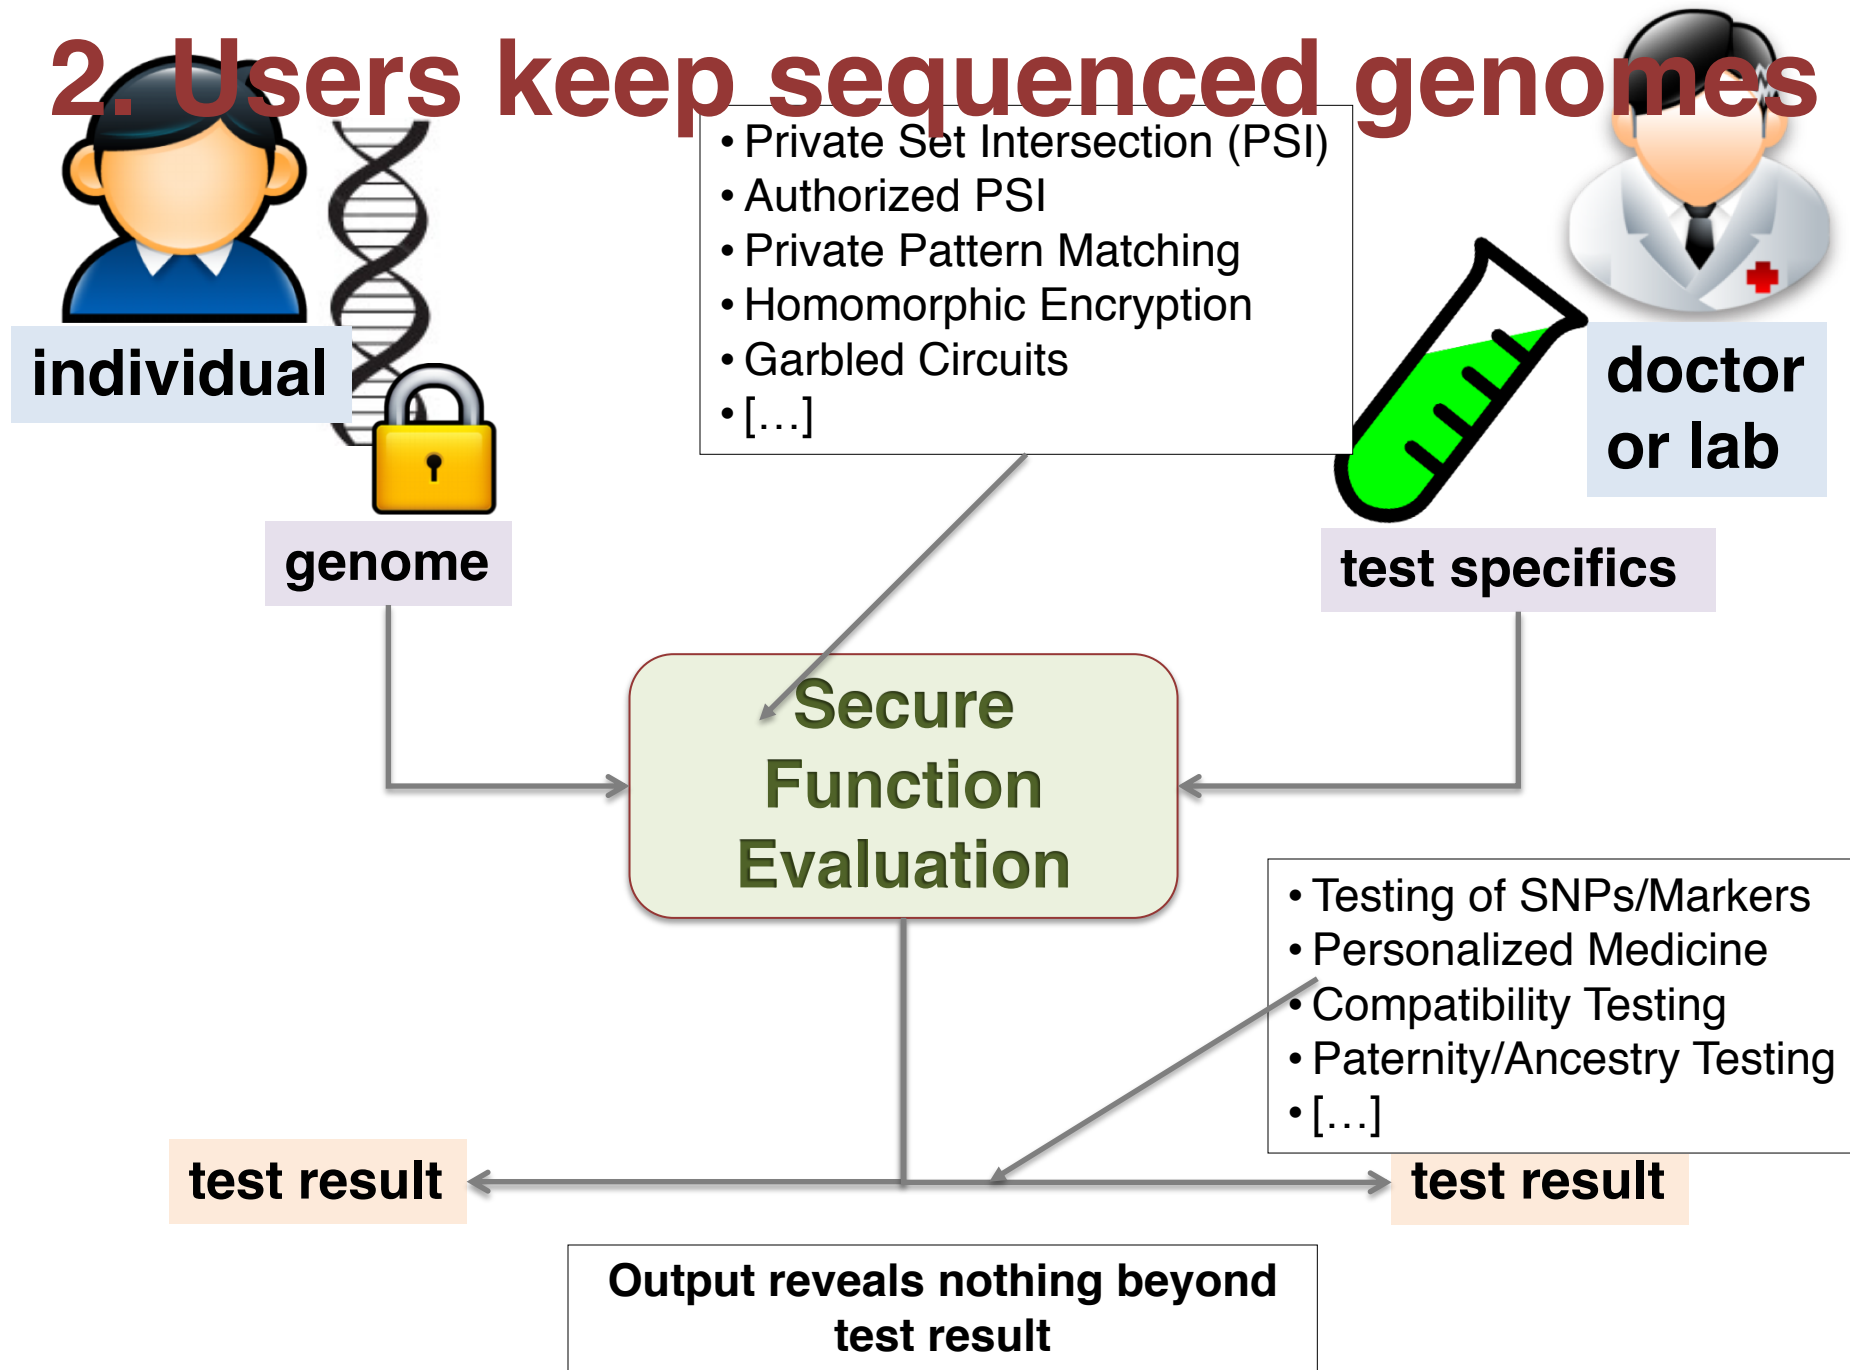 2. Users keep sequenced genomes
• Private Set Intersection (PSI)
• Authorized PSI
• Private Pattern Matching
• Homomorphic Encryption
• Garbled Circuits
• […]
individual
doctor
or lab
genome
test specifics
Secure
Function
Evaluation
• Testing of SNPs/Markers
• Personalized Medicine
• Compatibility Testing
• Paternity/Ancestry Testing
• […]
test result
test result
Output reveals nothing beyond
test result